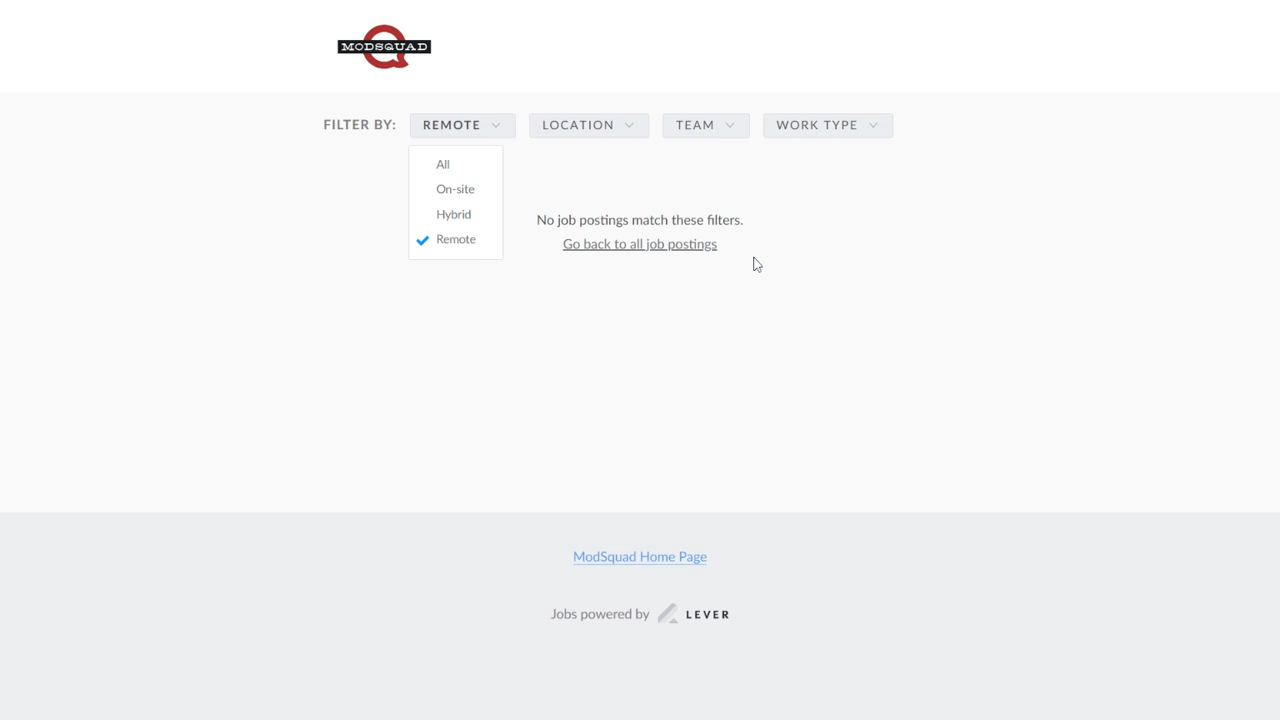 MODSQUAD
FILTER BY: REMOTE LOCATION TEAM WORK TYPE
All
On-site
Hybrid
Remote
No job postings match these filters.
Go back to all job postings
ModSquad Home Page
Jobs powered by LEVER